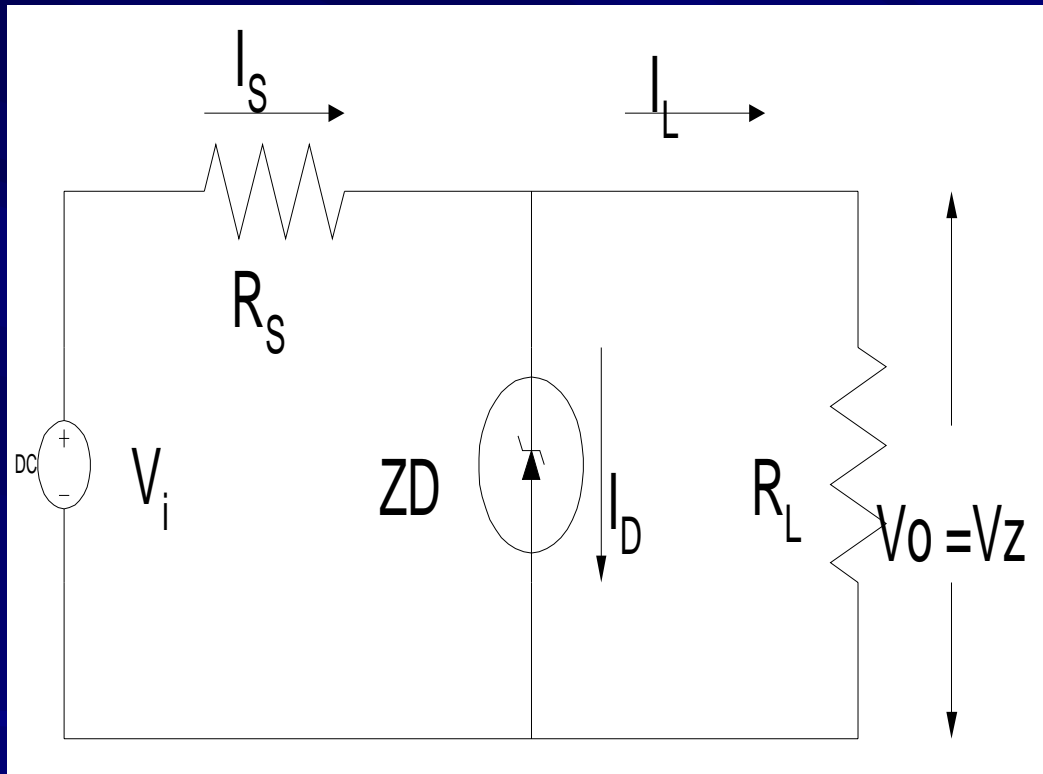 I_S
I_L
R_S
DC
+
−
V_i
ZD
I_D
R_L
Vo =Vz